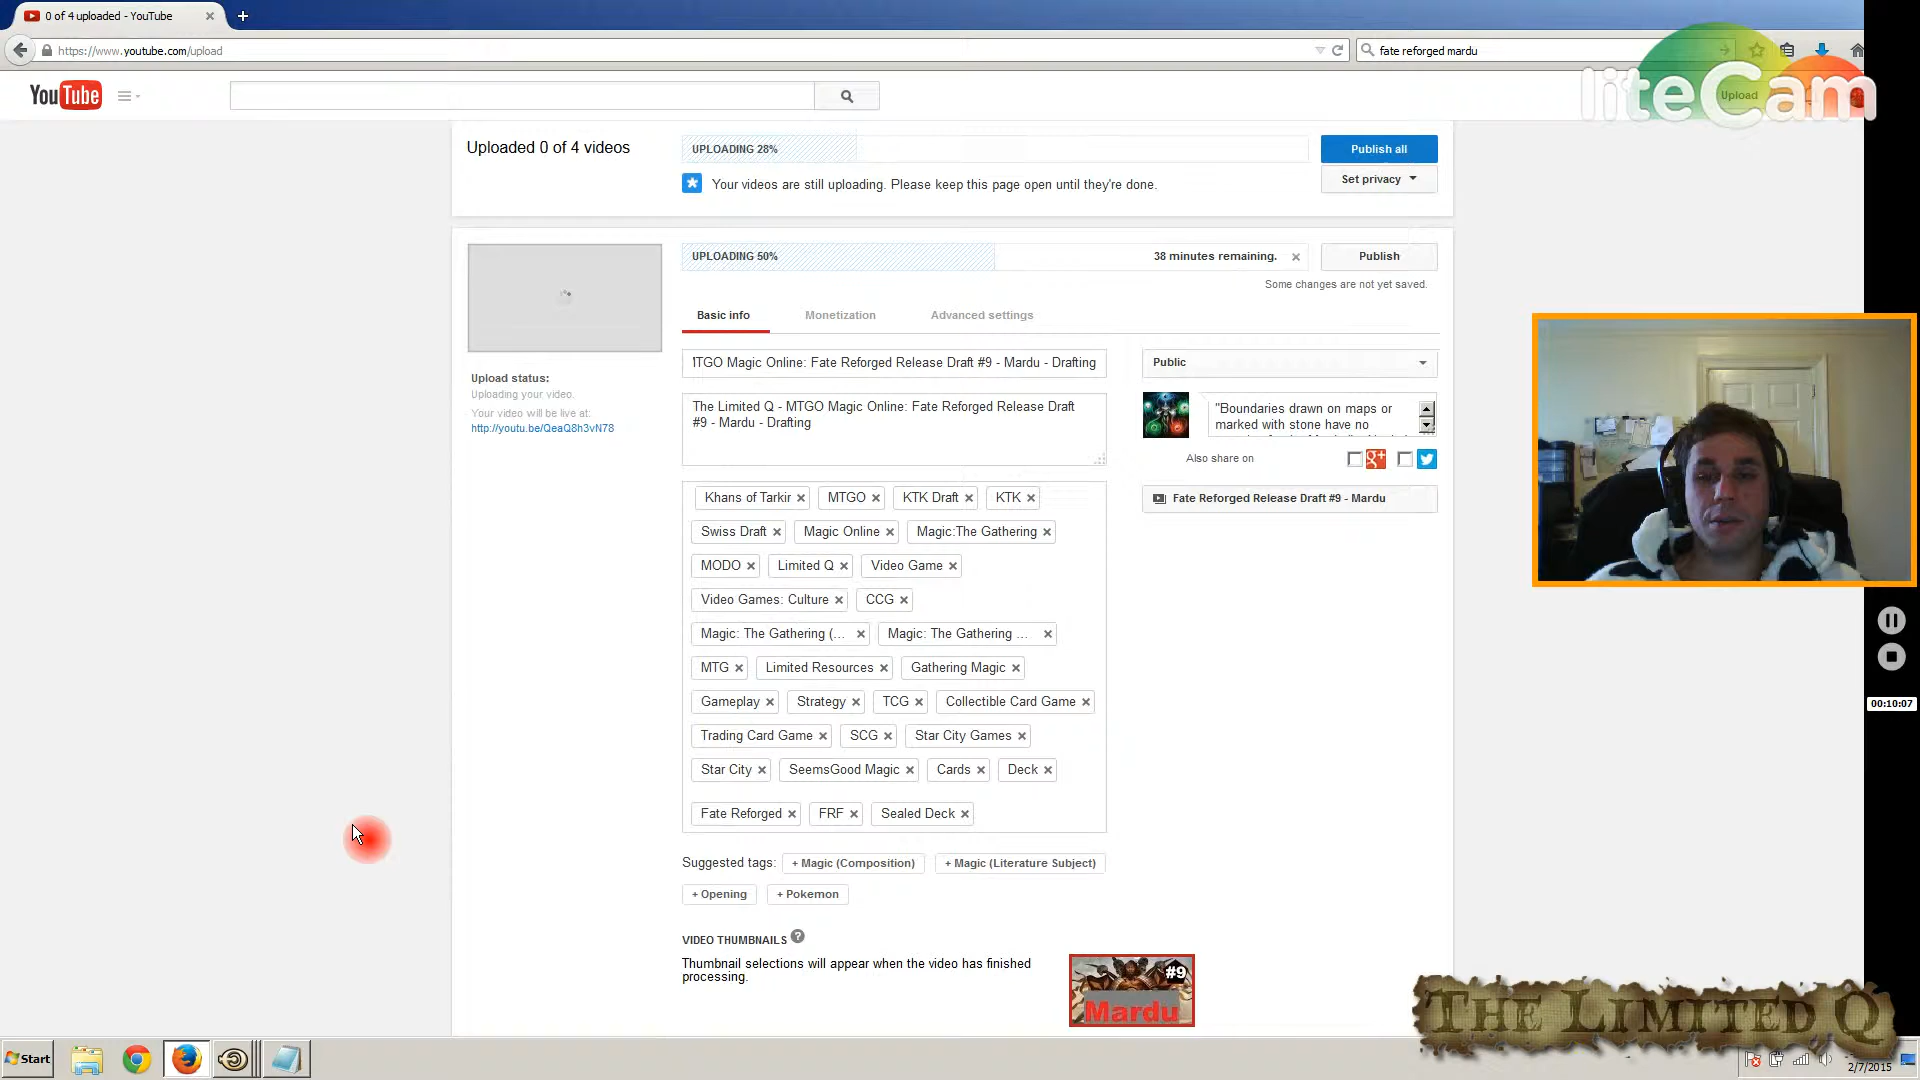 0 of 4 uploaded - YouTube
https://www.youtube.com/upload
fate reforged mardu
liteCam
YouTube
Upload
Uploaded 0 of 4 videos
UPLOADING 28%
Publish all
Your videos are still uploading. Please keep this page open until they're done.
Set privacy
UPLOADING 50%
38 minutes remaining.
Publish
Some changes are not yet saved.
Basic info
Monetization
Advanced settings
TGO Magic Online: Fate Reforged Release Draft #9 - Mardu - Drafting
Public
Upload status:
Uploading your video.
Your video will be live at:
http://youtu.be/QeaQ8h3vN78
The Limited Q - MTGO Magic Online: Fate Reforged Release Draft
#9 - Mardu - Drafting
"Boundaries drawn on maps or
marked with stone have no
Also share on
Fate Reforged Release Draft #9 - Mardu
Khans of Tarkir MTGO KTK Draft KTK
Swiss Draft Magic Online Magic:The Gathering
MODO Limited Q Video Game
Video Games: Culture CCG
Magic: The Gathering (... Magic: The Gathering ...
MTG Limited Resources Gathering Magic
Gameplay Strategy TCG Collectible Card Game
Trading Card Game SCG Star City Games
Star City SeemsGood Magic Cards Deck
Fate Reforged FRF Sealed Deck
Suggested tags: + Magic (Composition) + Magic (Literature Subject)
+ Opening + Pokemon
VIDEO THUMBNAILS
Thumbnail selections will appear when the video has finished
processing.
#9
Mardu
00:10:07
THE LIMITED Q
Start
2/7/2015